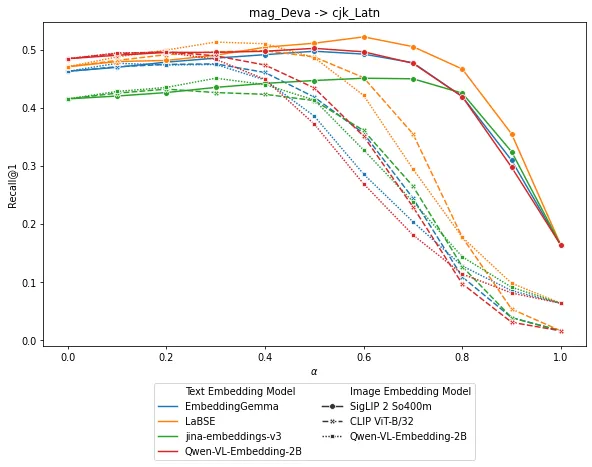 mag_Deva -> cjk_Latn
Recall@1
0.5
0.4
0.3
0.2
0.1
0.0
0.0 0.2 0.4 0.6 0.8 1.0
α
Text Embedding Model Image Embedding Model
EmbeddingGemma SigLIP 2 So400m
LaBSE CLIP ViT-B/32
jina-embeddings-v3 Qwen-VL-Embedding-2B
Qwen-VL-Embedding-2B